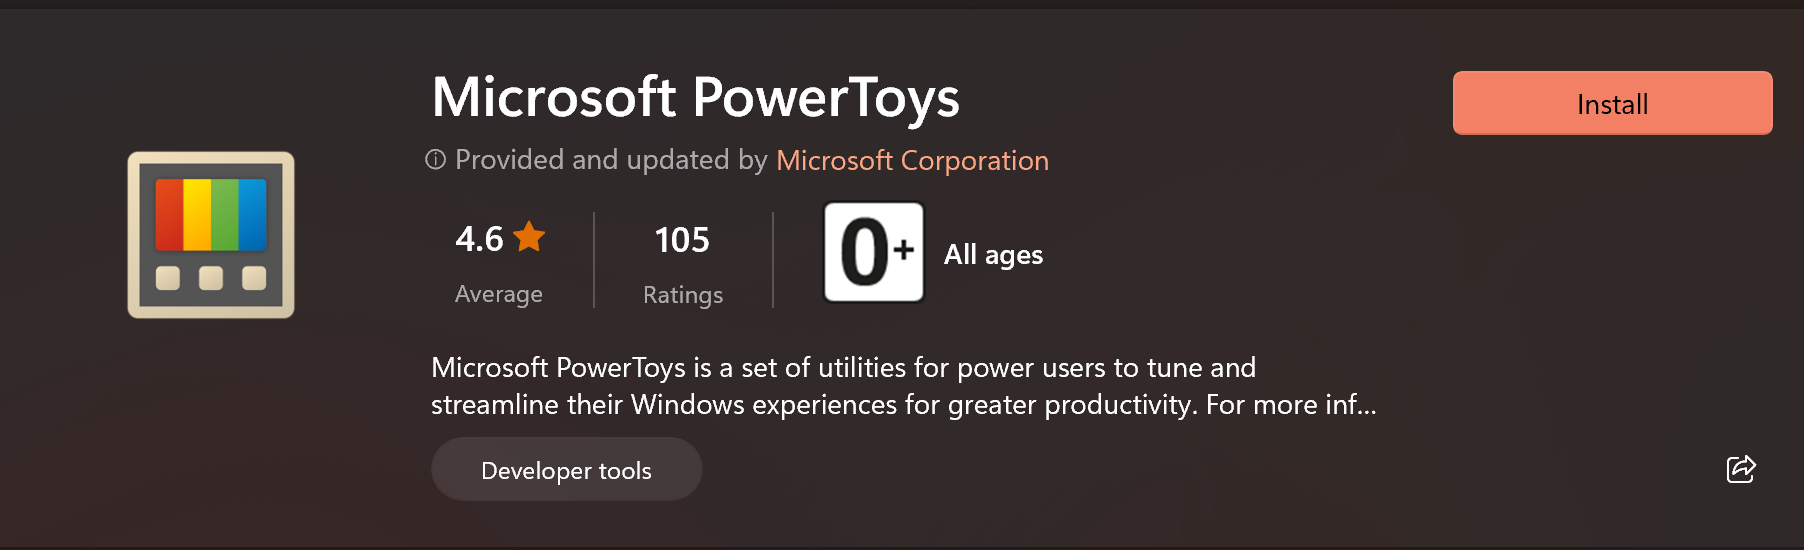 Microsoft PowerToys
Install
Provided and updated by Microsoft Corporation
4.6
105
0+
All ages
Average
Ratings
Microsoft PowerToys is a set of utilities for power users to tune and
streamline their Windows experiences for greater productivity. For more inf...
Developer tools